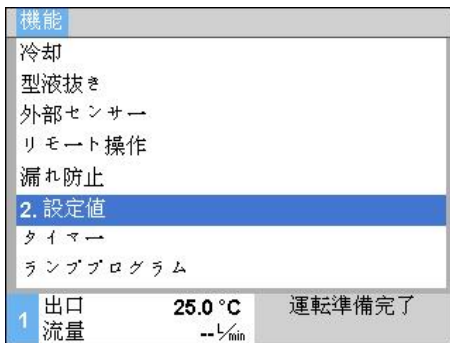 機能
冷却
型液抜き
外部センサー
リモート操作
漏れ防止
2. 設定値
タイマー
ランププログラム
1 出口 25.0 °C 運転準備完了
流量 -- L/min